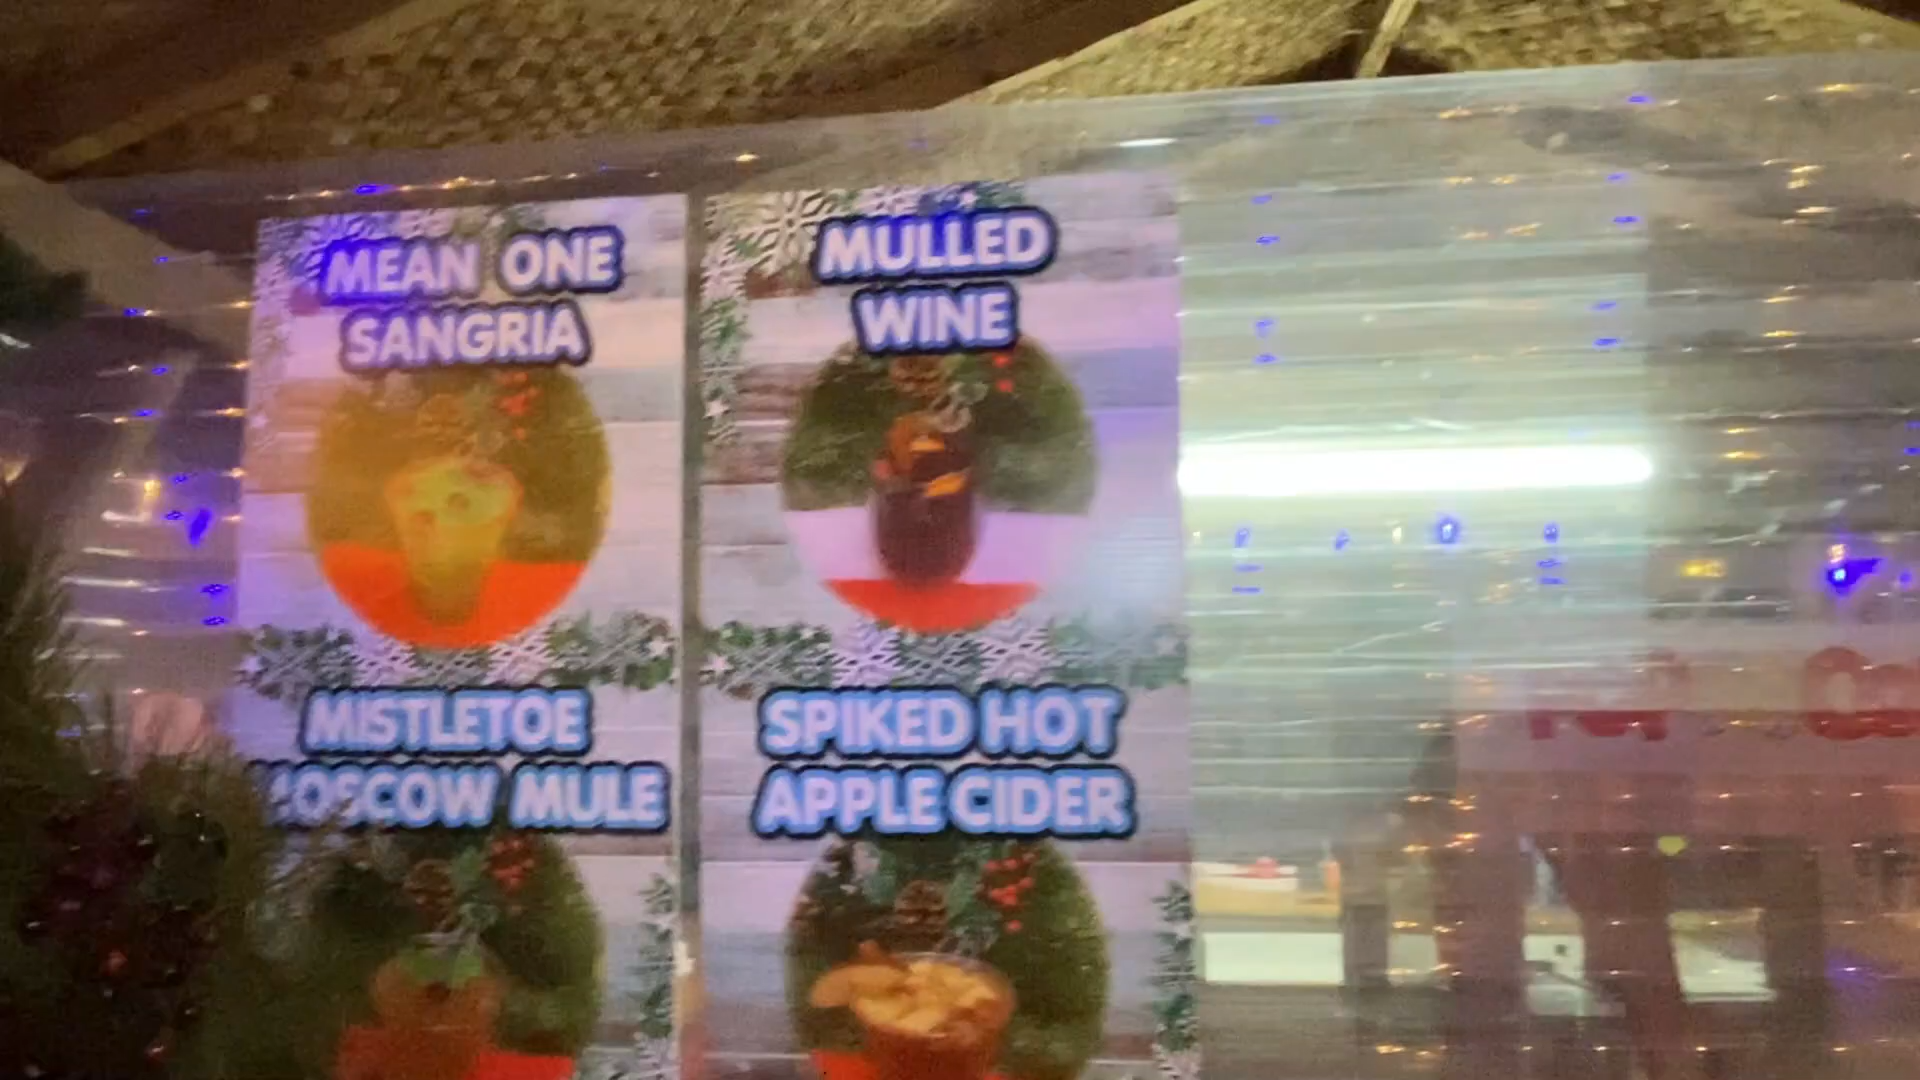 MEAN ONE
SANGRIA
MULLED
WINE
MISTLETOE
MOSCOW MULE
SPIKED HOT
APPLE CIDER